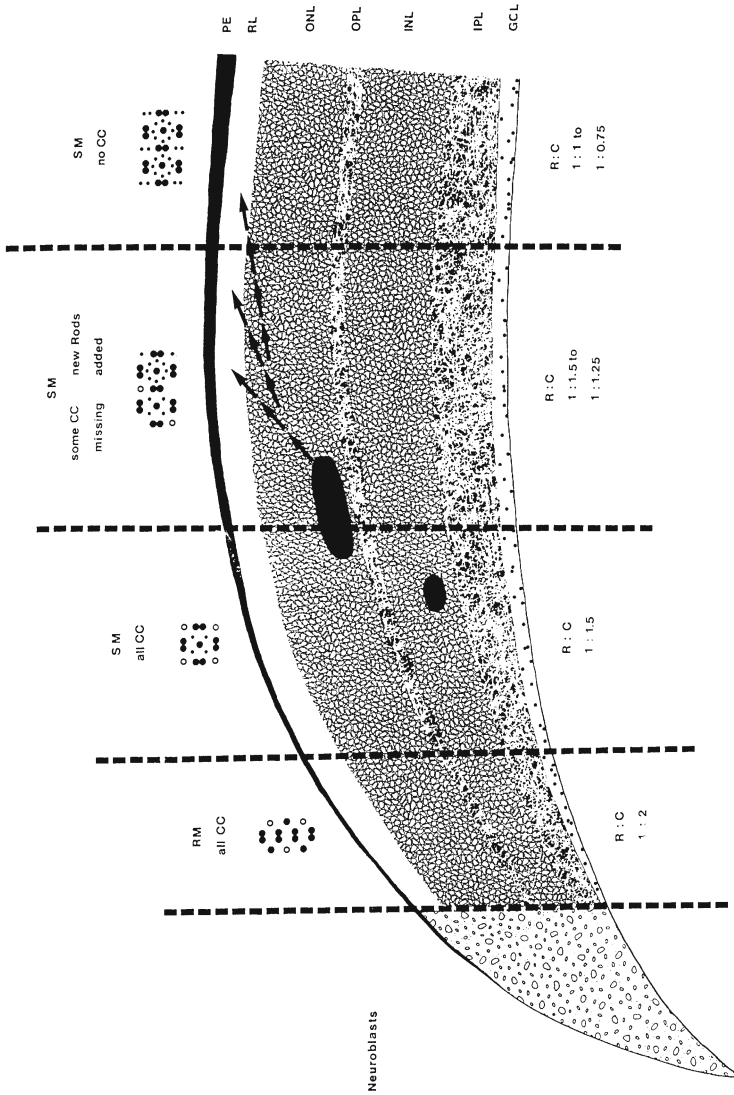 PE
RL
ONL
OPL
INL
IPL
GCL
SM
no CC
SM
some CC new Rods
missing added
SM
all CC
RM
all CC
R:C
1:1 to
1:0.75
R:C
1:1.5 to
1:1.25
R:C
1:1.5
R:C
1:2
Neuroblasts